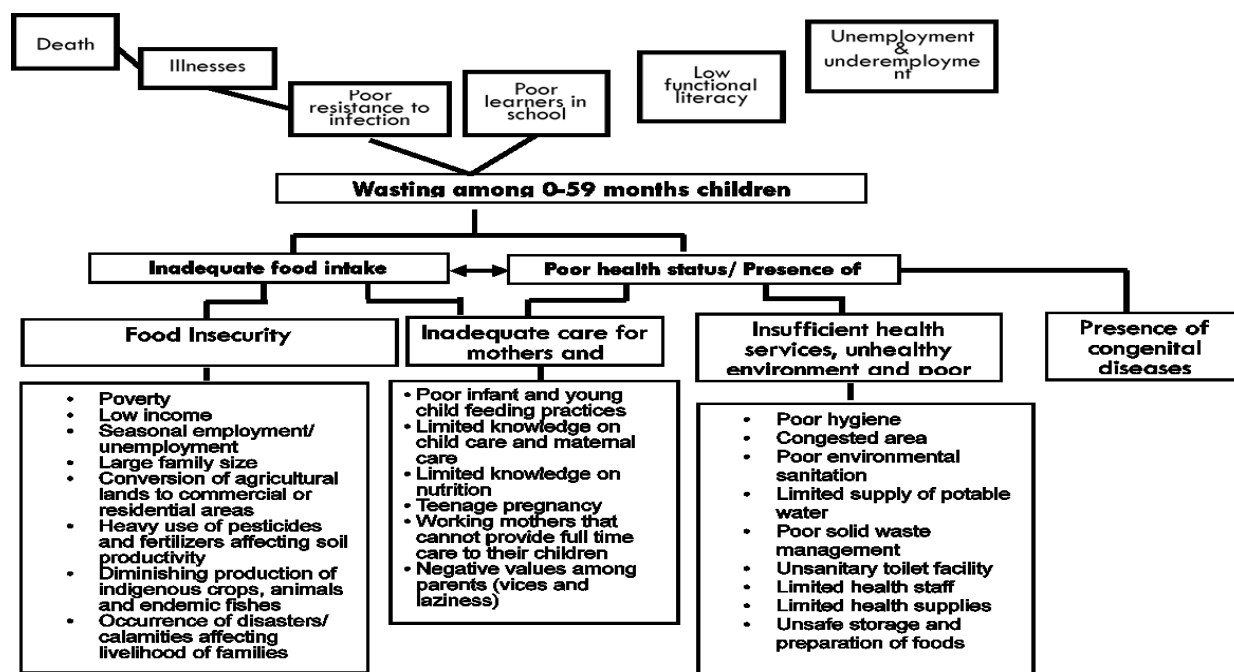 Death
Illnesses
Poor
resistance to
infection
Poor
learners in
school
Low
functional
literacy
Unemployment
&
underemployme
nt
Wasting among 0-59 months children
Inadequate food intake
Poor health status/ Presence of
Food Insecurity
Inadequate care for
mothers and
Insufficient health
services, unhealthy
environment and poor
Presence of
congenital
diseases
• Poverty
• Low income
• Seasonal employment/
unemployment
• Large family size
• Conversion of agricultural
lands to commercial or
residential areas
• Heavy use of pesticides
and fertilizers affecting soil
productivity
• Diminishing production of
indigenous crops, animals
and endemic fishes
• Occurrence of disasters/
calamities affecting
livelihood of families
• Poor infant and young
child feeding practices
• Limited knowledge on
child care and maternal
care
• Limited knowledge on
nutrition
• Teenage pregnancy
• Working mothers that
cannot provide full time
care to their children
• Negative values among
parents (vices and
laziness)
• Poor hygiene
• Congested area
• Poor environmental
sanitation
• Limited supply of potable
water
• Poor solid waste
management
• Unsanitary toilet facility
• Limited health staff
• Limited health supplies
• Unsafe storage and
preparation of foods